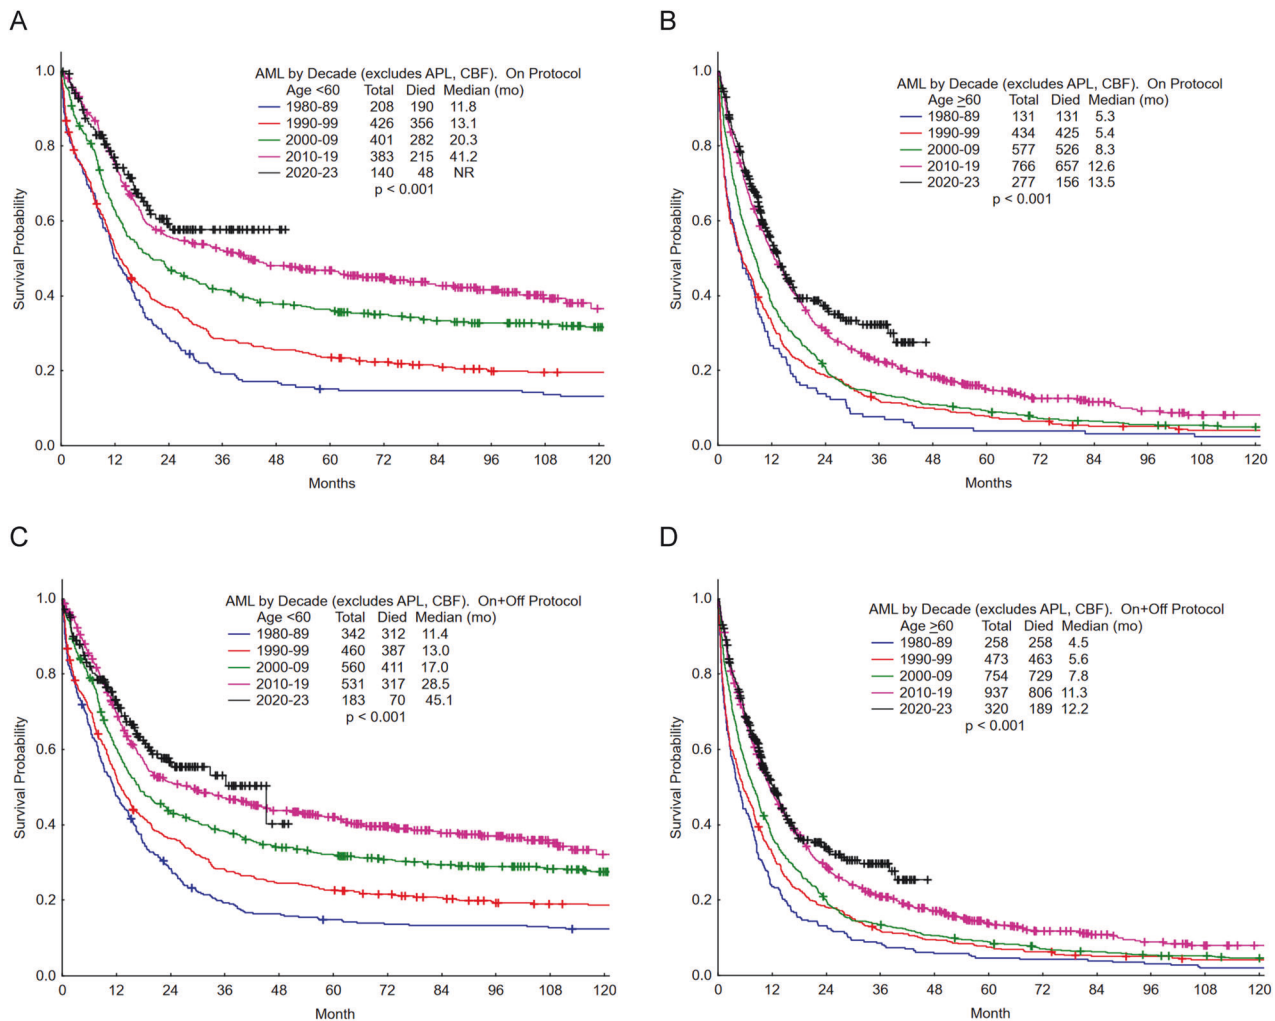 A
AML by Decade (excludes APL, CBF). On Protocol
Age <60 Total Died Median (mo)
1980-89 208 190 11.8
1990-99 426 356 13.1
2000-09 401 282 20.3
2010-19 383 215 41.2
2020-23 140 48 NR
p < 0.001
Survival Probability
1.0
0.8
0.6
0.4
0.2
0.0
0 12 24 36 48 60 72 84 96 108 120
Months
B
AML by Decade (excludes APL, CBF). On Protocol
Age ≥60 Total Died Median (mo)
1980-89 131 131 5.3
1990-99 434 425 5.4
2000-09 577 526 8.3
2010-19 766 657 12.6
2020-23 277 156 13.5
p < 0.001
Survival Probability
1.0
0.8
0.6
0.4
0.2
0.0
0 12 24 36 48 60 72 84 96 108 120
Months
C
AML by Decade (excludes APL, CBF). On+Off Protocol
Age <60 Total Died Median (mo)
1980-89 342 312 11.4
1990-99 460 387 13.0
2000-09 560 411 17.0
2010-19 531 317 28.5
2020-23 183 70 45.1
p < 0.001
Survival Probability
1.0
0.8
0.6
0.4
0.2
0.0
0 12 24 36 48 60 72 84 96 108 120
Month
D
AML by Decade (excludes APL, CBF). On+Off Protocol
Age ≥60 Total Died Median (mo)
1980-89 258 258 4.5
1990-99 473 463 5.6
2000-09 754 729 7.8
2010-19 937 806 11.3
2020-23 320 189 12.2
p < 0.001
Survival Probability
1.0
0.8
0.6
0.4
0.2
0.0
0 12 24 36 48 60 72 84 96 108 120
Month